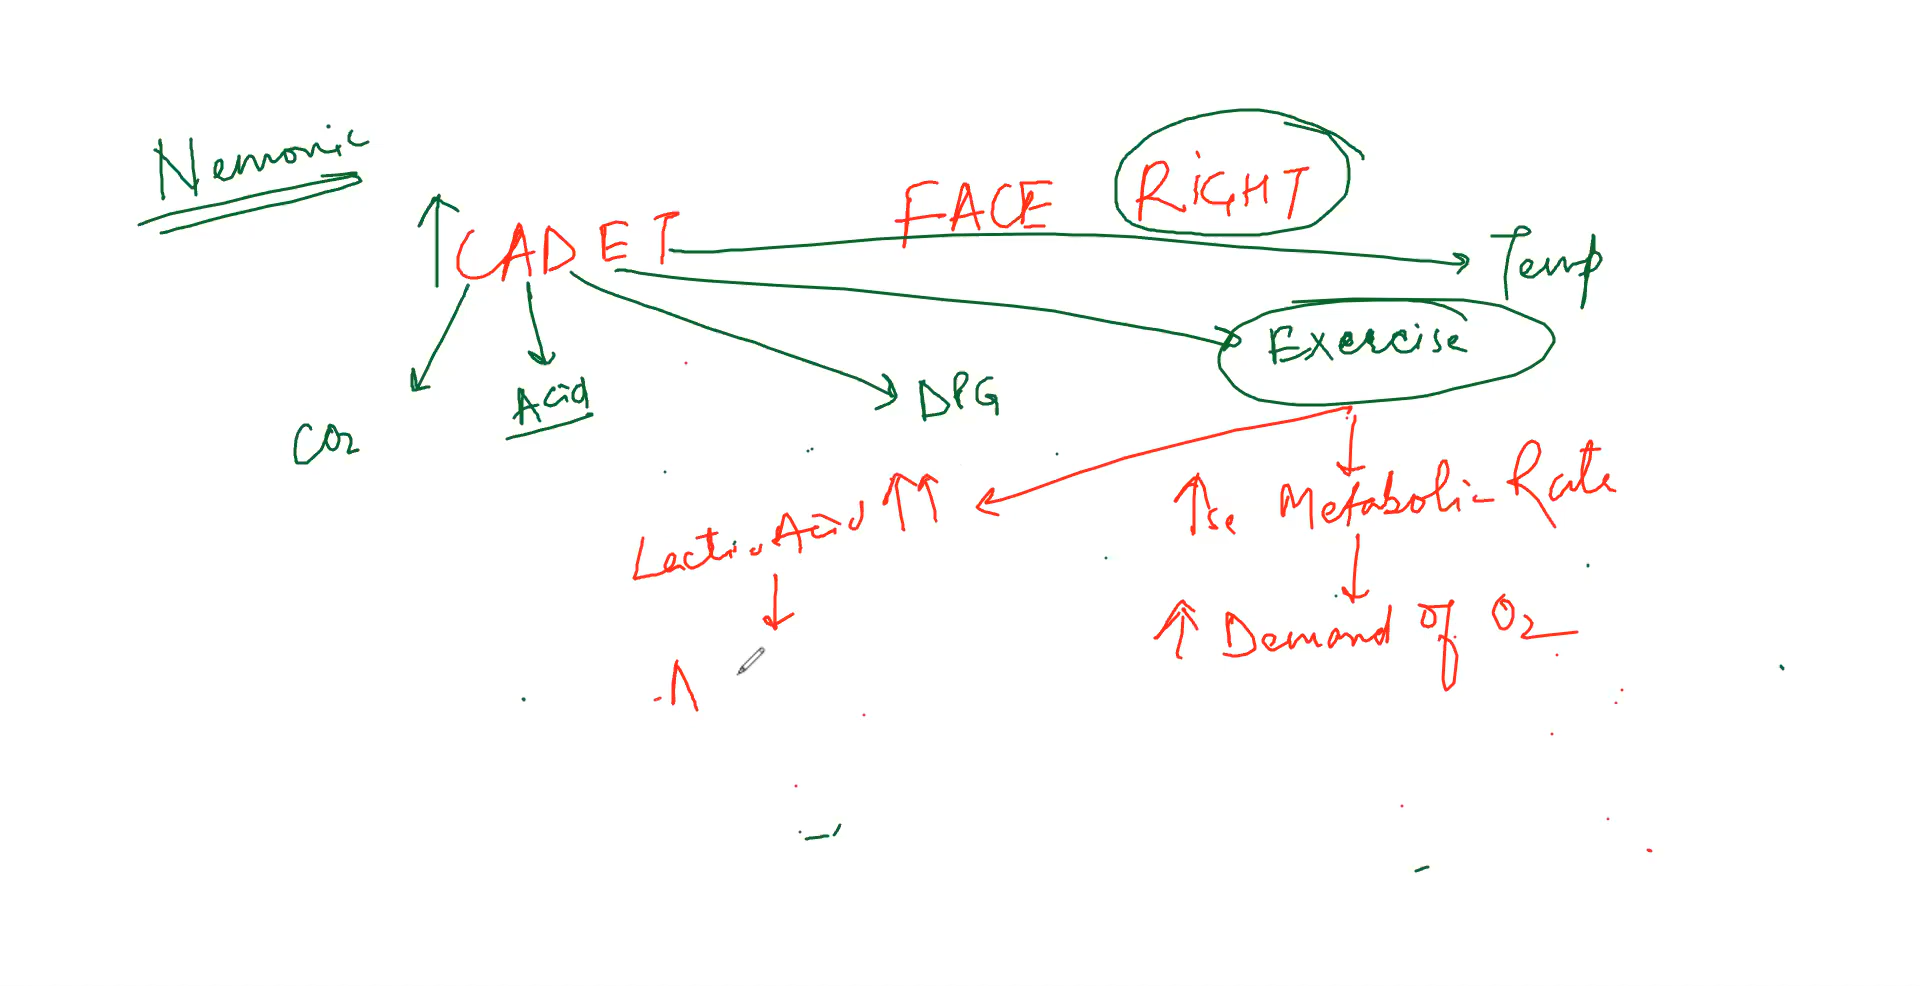 Nemonic
↑ CADET FACE RiGHT
Temp
Exercise
Acid
DPG
CO2
Lactic Acid ↑↑
↑se Metabolic Rate
↑ Demand of O2